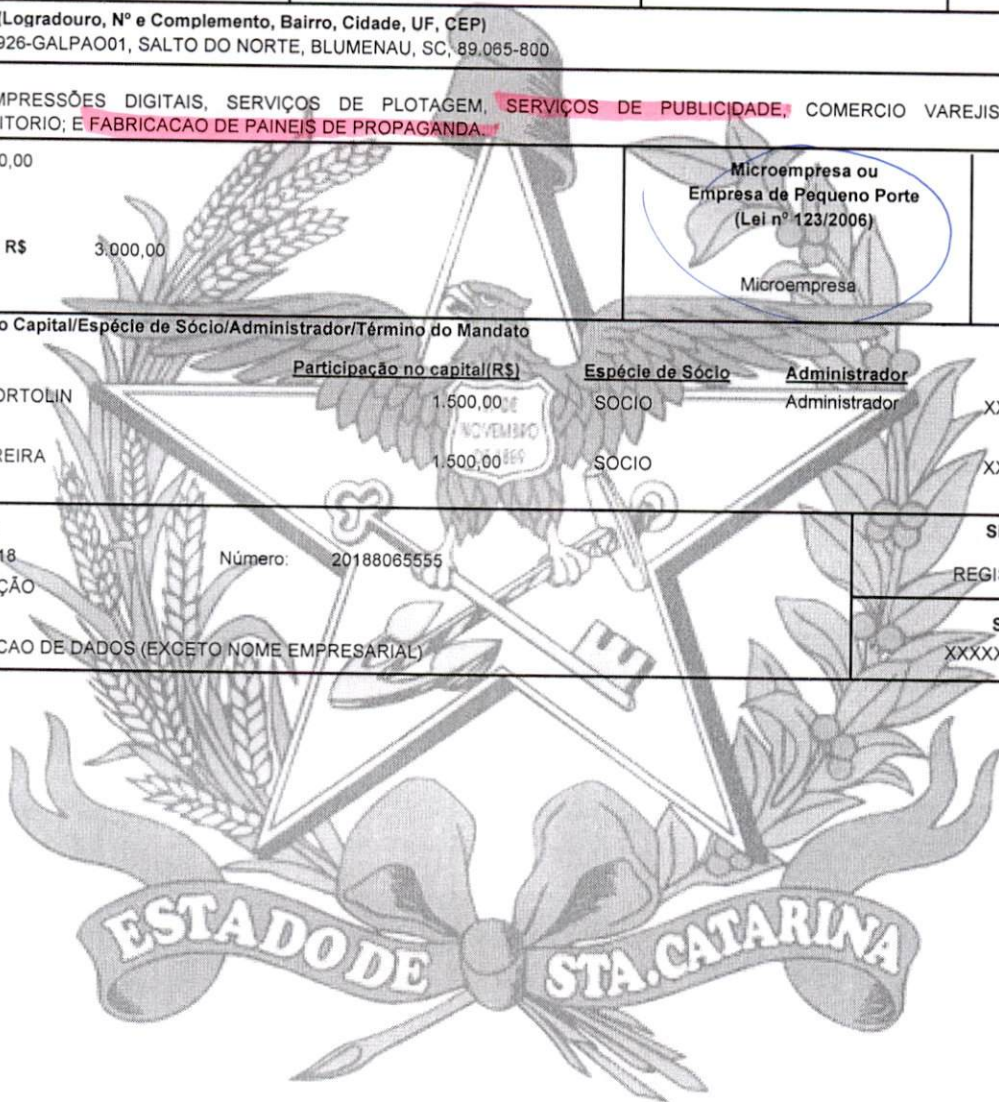 (Logradouro, Nº e Complemento, Bairro, Cidade, UF, CEP)
926-GALPAO01, SALTO DO NORTE, BLUMENAU, SC, 89.065-800
MPRESSÕES DIGITAIS, SERVIÇOS DE PLOTAGEM, SERVIÇOS DE PUBLICIDADE, COMERCIO VAREJIS
ITORIO; E FABRICACAO DE PAINEIS DE PROPAGANDA.
0,00
Microempresa ou
Empresa de Pequeno Porte
(Lei nº 123/2006)
R$ 3.000,00
Microempresa
o Capital/Espécie de Sócio/Administrador/Término do Mandato
Participação no capital(R$) Espécie de Sócio Administrador
ORTOLIN 1.500,00 SOCIO Administrador XX
NOVEMBRO
REIRA 1.500,00 SOCIO XX
18 Número: 20188065555
ÇÃO
REGIS
CAO DE DADOS (EXCETO NOME EMPRESARIAL)
XXXXX
ESTADO DE STA. CATARINA